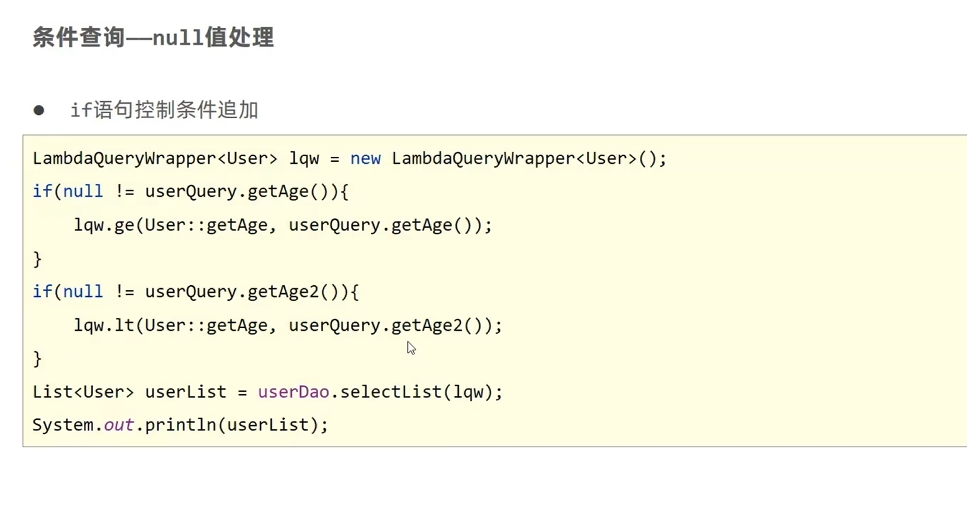 条件查询——null值处理
● if语句控制条件追加
LambdaQueryWrapper<User> lqw = new LambdaQueryWrapper<User>();
if(null != userQuery.getAge()){
    lqw.ge(User::getAge, userQuery.getAge());
}
if(null != userQuery.getAge2()){
    lqw.lt(User::getAge, userQuery.getAge2());
}
List<User> userList = userDao.selectList(lqw);
System.out.println(userList);